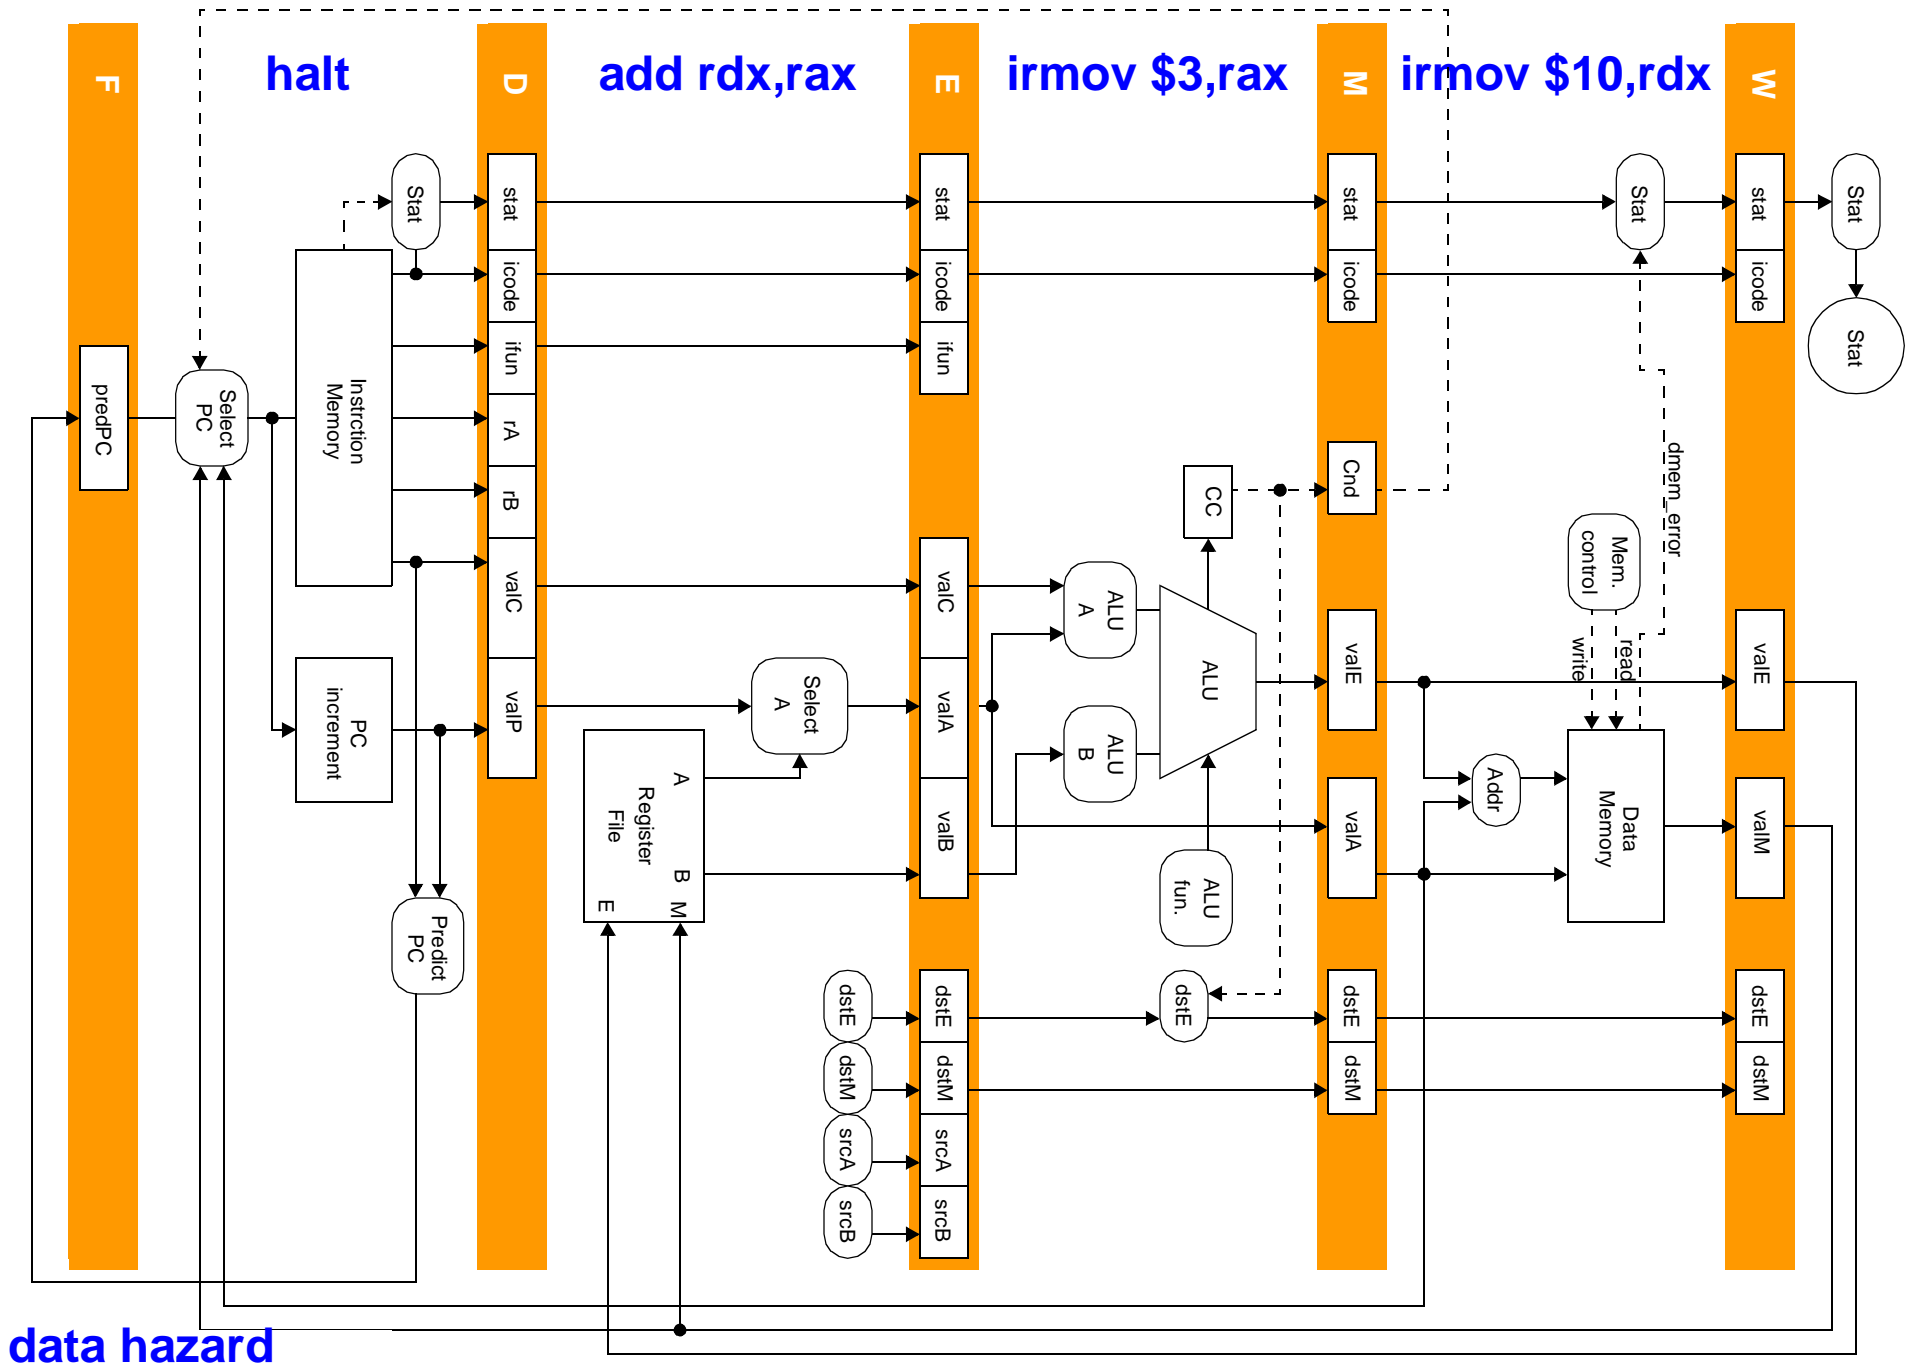 halt
add rdx,rax
irmov $3,rax
irmov $10,rdx
F
D
E
M
W
Stat
stat
stat
stat
Stat
stat
Stat
icode
icode
icode
icode
Stat
ifun
ifun
predPC
Select
PC
Instrction
Memory
rA
rB
valC
valP
PC
increment
Predict
PC
Select
A
Register
File
A
B
M
E
valC
valA
valB
CC
Cnd
ALU
A
ALU
B
ALU
ALU
fun.
valE
valA
Mem.
control
dmem_error
read
write
Addr
Data
Memory
valE
valM
dstE
dstE
dstE
dstE
dstE
dstM
dstM
dstM
dstM
srcA
srcA
srcB
srcB
data hazard